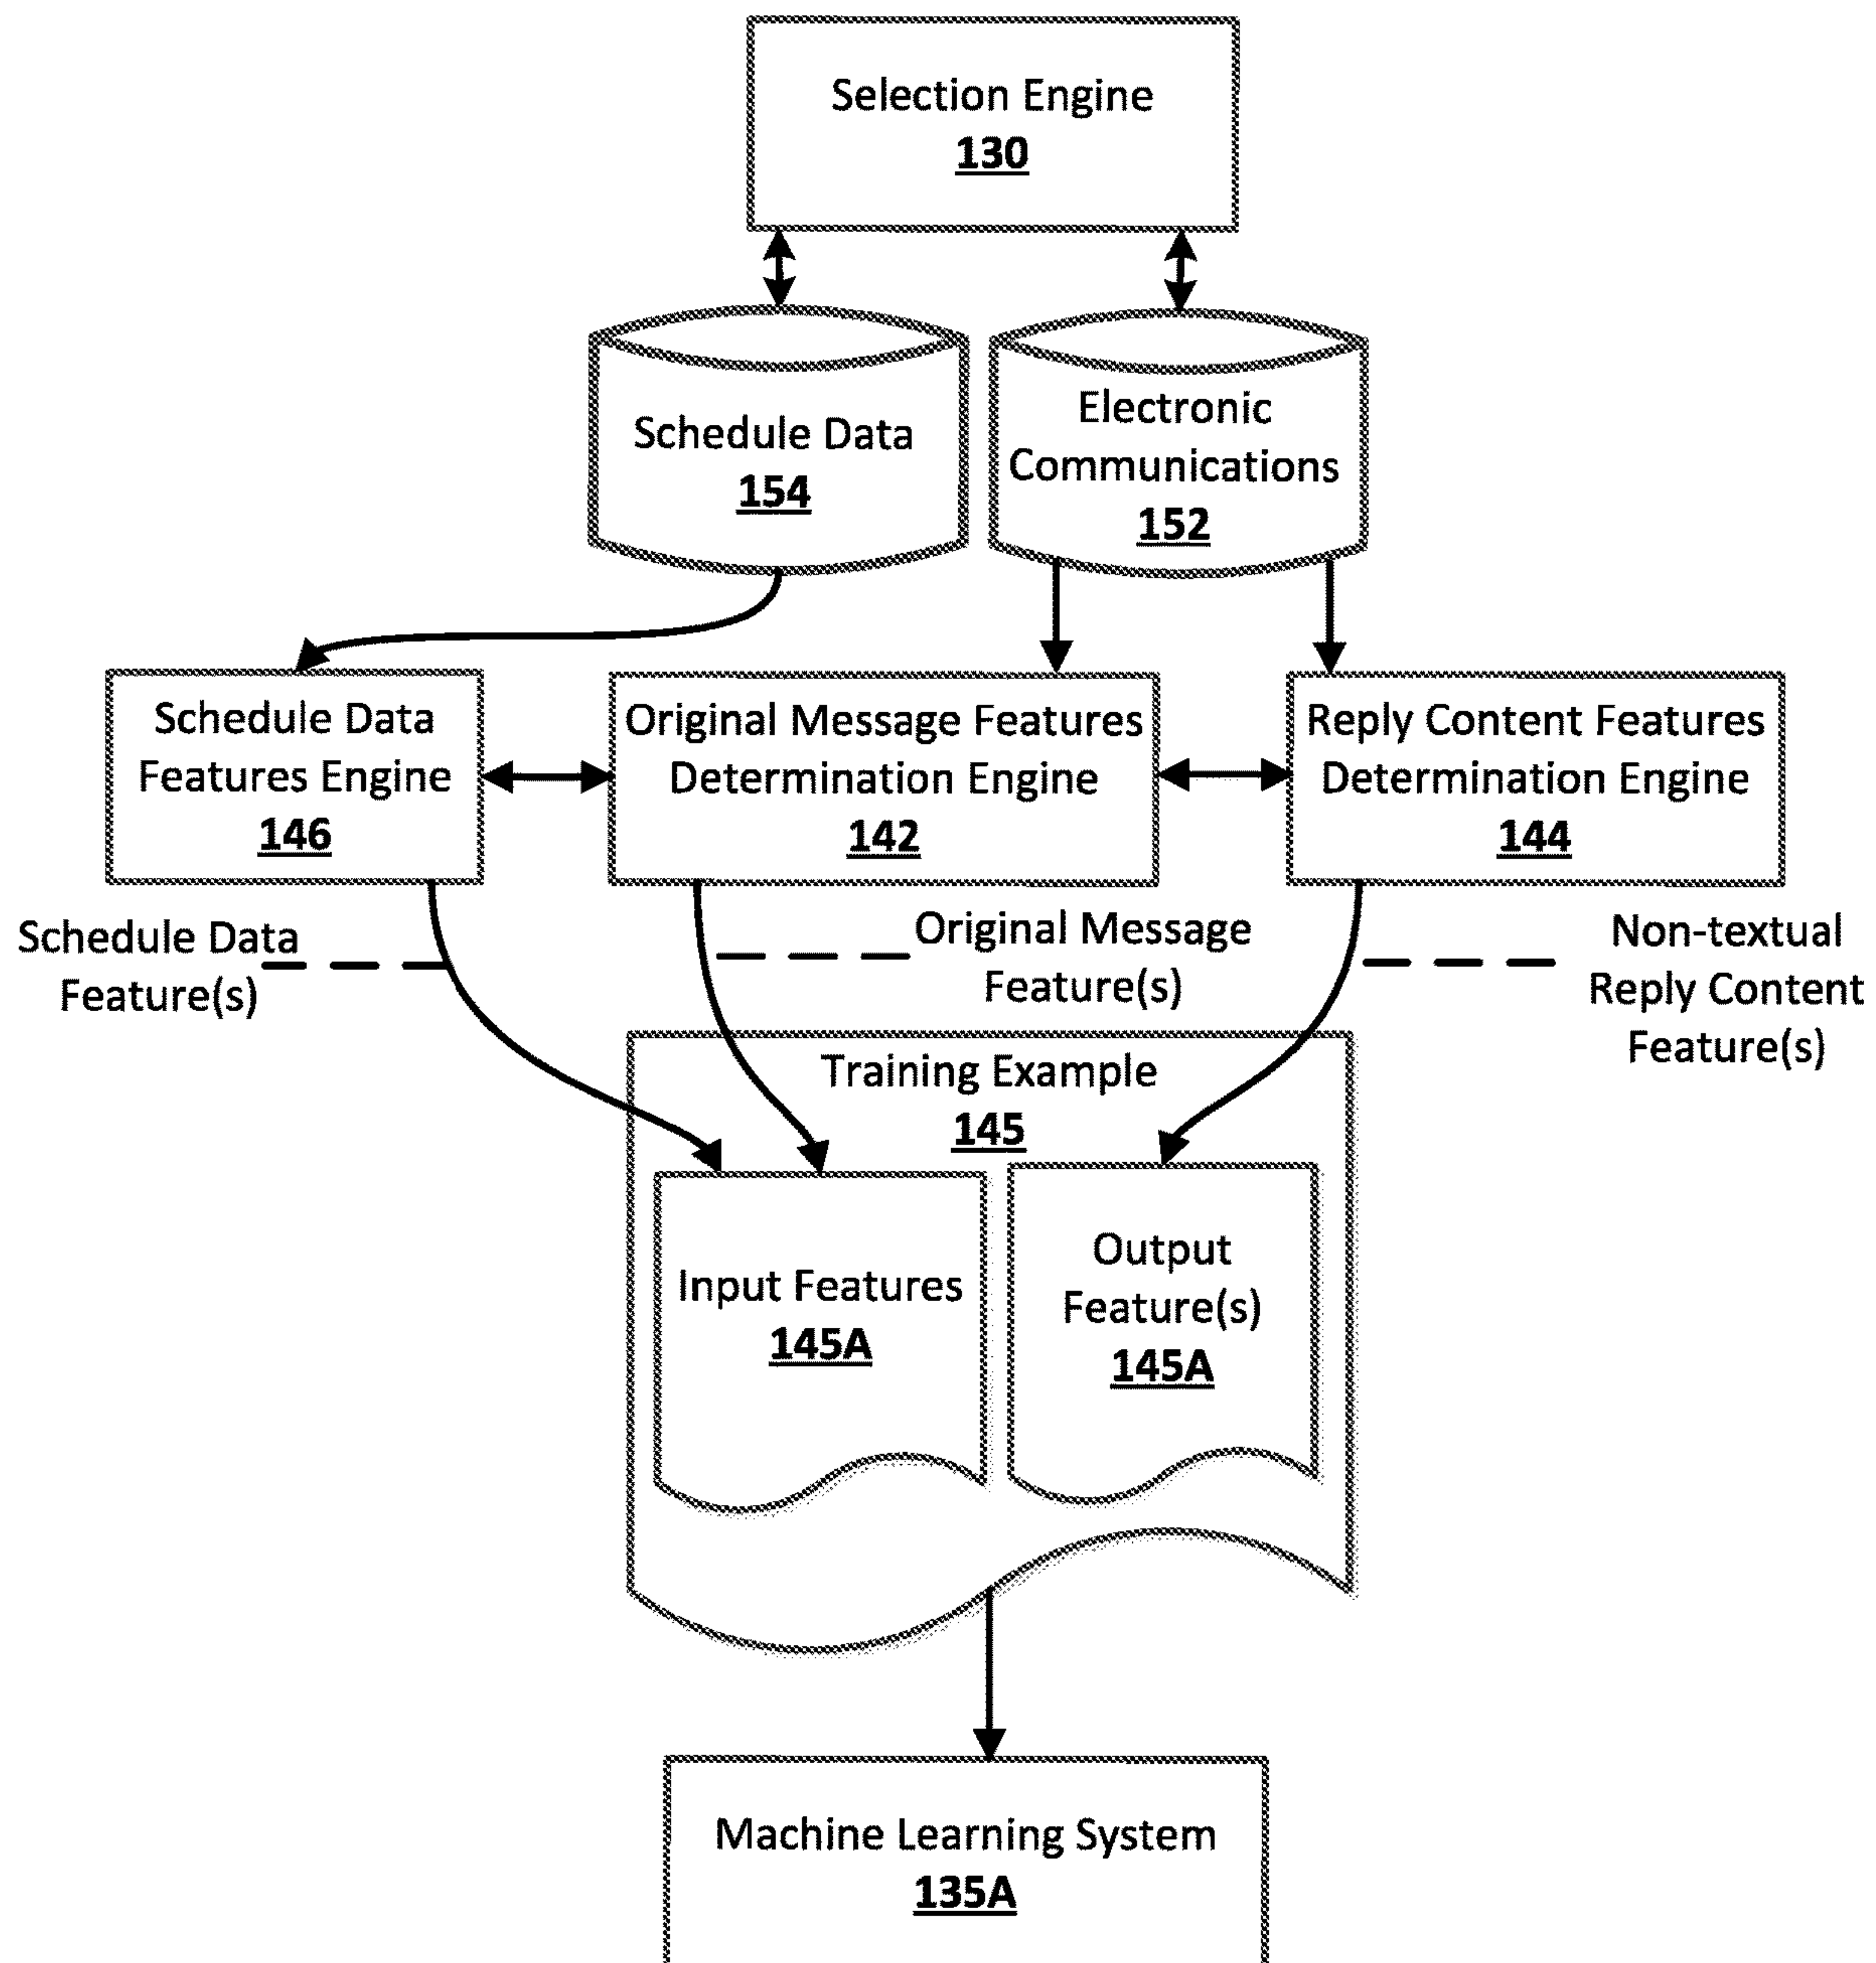 Selection Engine
130
Schedule Data
154
Electronic
Communications
152
Schedule Data
Features Engine
146
Original Message Features
Determination Engine
142
Reply Content Features
Determination Engine
144
Schedule Data
Feature(s)
Original Message
Feature(s)
Non-textual
Reply Content
Feature(s)
Training Example
145
Input Features
145A
Output
Feature(s)
145A
Machine Learning System
135A